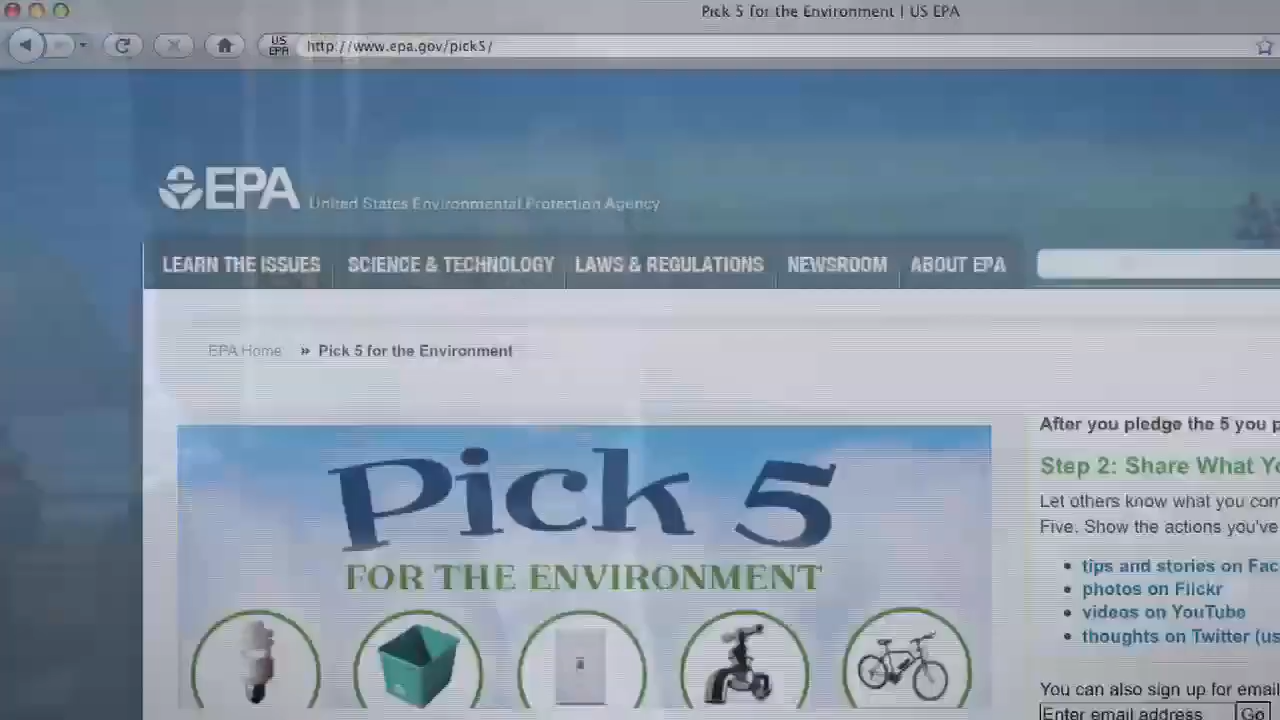 Pick 5 for the Environment | US EPA
US EPA
http://www.epa.gov/pick5/
EPA United States Environmental Protection Agency
LEARN THE ISSUES SCIENCE & TECHNOLOGY LAWS & REGULATIONS NEWSROOM ABOUT EPA
EPA Home » Pick 5 for the Environment
Pick 5
FOR THE ENVIRONMENT
After you pledge the 5 you p
Step 2: Share What Yo
Let others know what you com
Five. Show the actions you've
• tips and stories on Fac
• photos on Flickr
• videos on YouTube
• thoughts on Twitter (us
You can also sign up for email
Enter email address Go